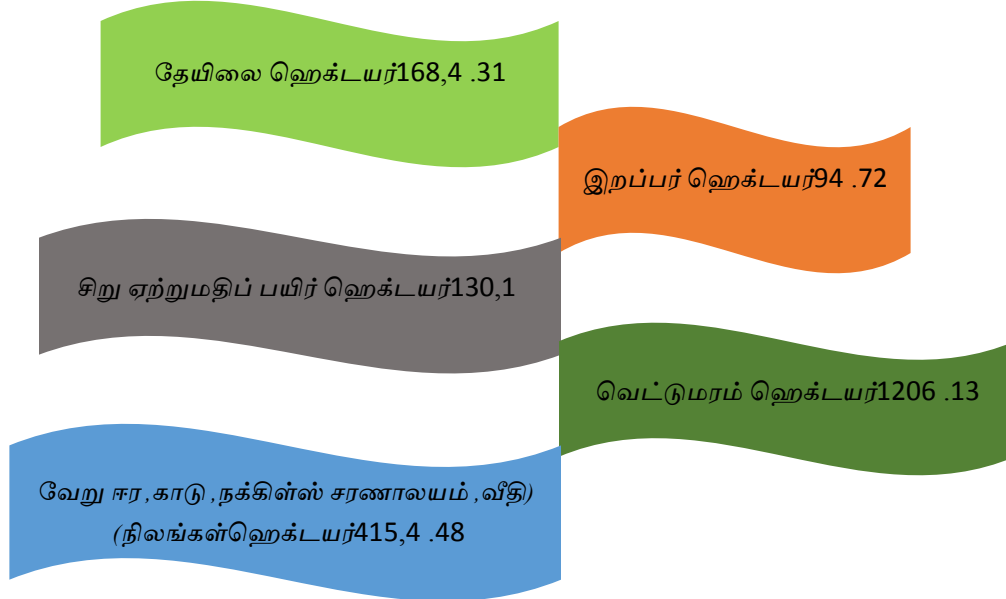 தேயிலை ஹெக்டயர்168,4 .31
இறப்பர் ஹெக்டயர்94 .72
சிறு ஏற்றுமதிப் பயிர் ஹெக்டயர்130,1
வெட்டுமரம் ஹெக்டயர்1206 .13
வேறு ஈர ,காடு ,நக்கிள்ஸ் சரணாலயம் ,வீதி)
(நிலங்கள்ஹெக்டயர்415,4 .48